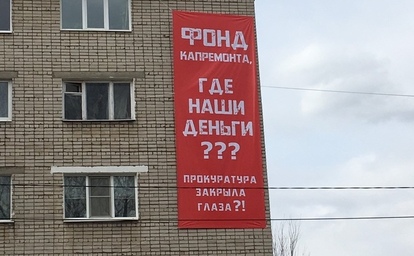 ФОНД
КАПРЕМОНТА,
ГДЕ
НАШИ
ДЕНЬГИ
???
ПРОКУРАТУРА
ЗАКРЫЛА
ГЛАЗА?!